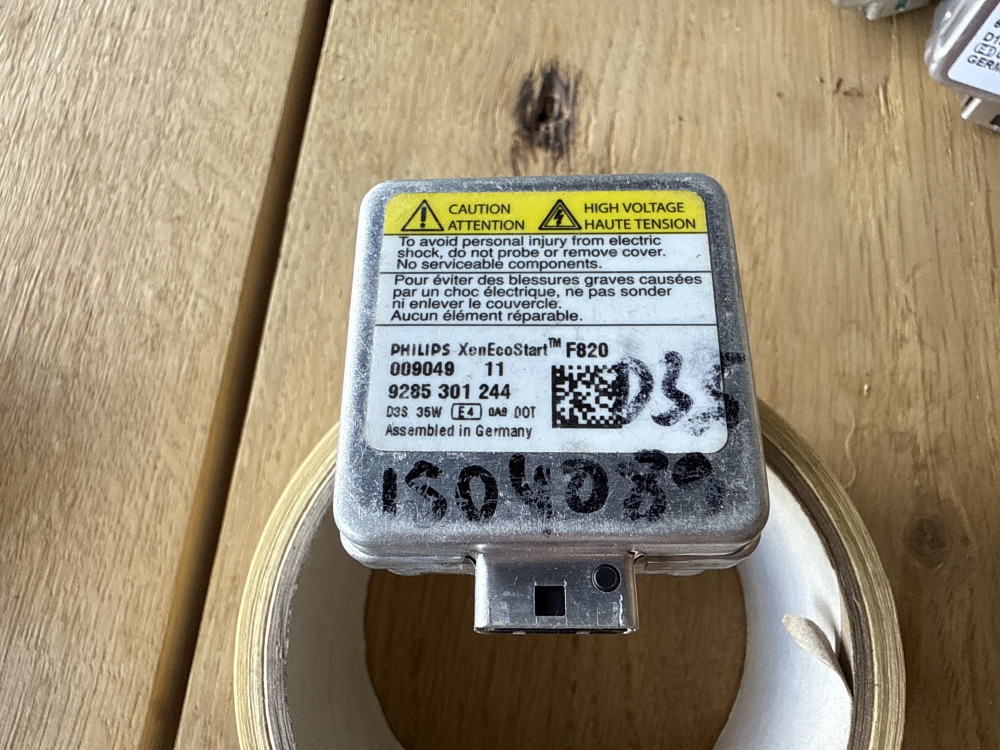 CAUTION
ATTENTION
HIGH VOLTAGE
HAUTE TENSION
To avoid personal injury from electric
shock, do not probe or remove cover.
No serviceable components.
Pour éviter des blessures graves causées
par un choc électrique, ne pas sonder
ni enlever le couvercle.
Aucun élément réparable.
PHILIPS XenEcoStart™ F820
009049 11
9285 301 244
D3S 35W E4 0A9 DOT
Assembled in Germany
D3S